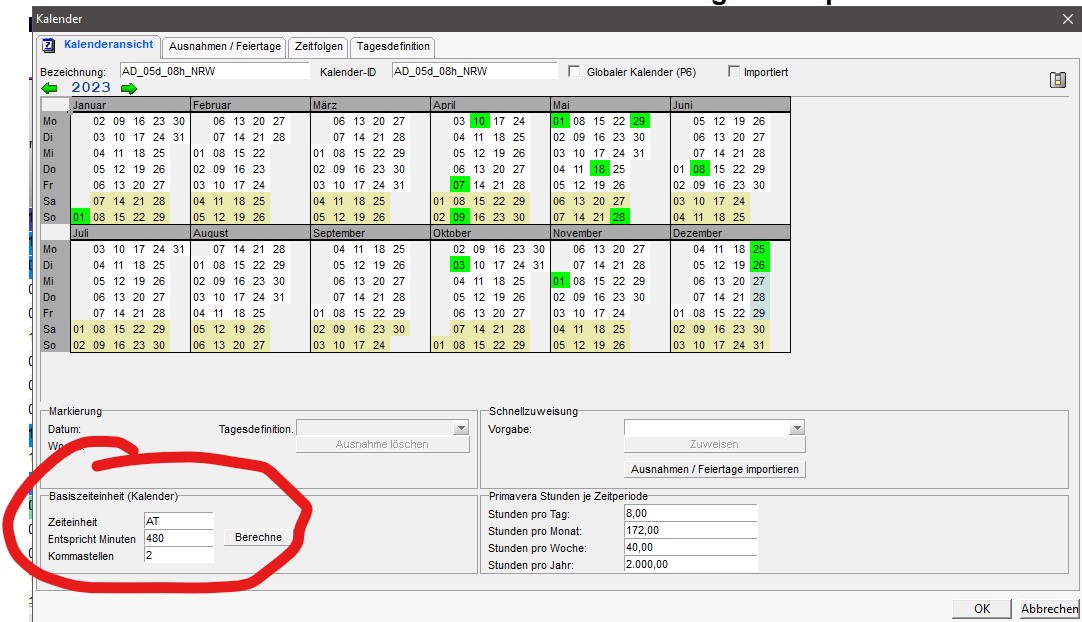 Kalender
Kalenderansicht Ausnahmen / Feiertage Zeitfolgen Tagesdefinition
Bezeichnung: AD_05d_08h_NRW Kalender-ID AD_05d_08h_NRW Globaler Kalender (P6) Importiert
2023
Januar Februar März April Mai Juni
Mo 02 09 16 23 30 06 13 20 27 06 13 20 27 03 10 17 24 01 08 15 22 29 05 12 19 26
Di 03 10 17 24 31 07 14 21 28 07 14 21 28 04 11 18 25 02 09 16 23 30 06 13 20 27
Mi 04 11 18 25 01 08 15 22 01 08 15 22 29 05 12 19 26 03 10 17 24 31 07 14 21 28
Do 05 12 19 26 02 09 16 23 02 09 16 23 30 06 13 20 27 04 11 18 25 01 08 15 22 29
Fr 06 13 20 27 03 10 17 24 03 10 17 24 31 07 14 21 28 05 12 19 26 02 09 16 23 30
Sa 07 14 21 28 04 11 18 25 04 11 18 25 01 08 15 22 29 06 13 20 27 03 10 17 24
So 01 08 15 22 29 05 12 19 26 05 12 19 26 02 09 16 23 30 07 14 21 28 04 11 18 25
Juli August September Oktober November Dezember
Mo 03 10 17 24 31 07 14 21 28 04 11 18 25 02 09 16 23 30 06 13 20 27 04 11 18 25
Di 04 11 18 25 01 08 15 22 29 05 12 19 26 03 10 17 24 31 07 14 21 28 05 12 19 26
Mi 05 12 19 26 02 09 16 23 30 06 13 20 27 04 11 18 25 01 08 15 22 29 06 13 20 27
Do 06 13 20 27 03 10 17 24 31 07 14 21 28 05 12 19 26 02 09 16 23 30 07 14 21 28
Fr 07 14 21 28 04 11 18 25 01 08 15 22 29 06 13 20 27 03 10 17 24 01 08 15 22 29
Sa 01 08 15 22 29 05 12 19 26 02 09 16 23 30 07 14 21 28 04 11 18 25 02 09 16 23 30
So 02 09 16 23 30 06 13 20 27 03 10 17 24 01 08 15 22 29 05 12 19 26 03 10 17 24 31
Markierung
Datum: Tagesdefinition.
Ausnahme löschen
Schnellzuweisung
Vorgabe:
Zuweisen
Ausnahmen / Feiertage importieren
Basiszeiteinheit (Kalender)
Zeiteinheit AT
Entspricht Minuten 480 Berechne
Kommastellen 2
Primavera Stunden je Zeitperiode
Stunden pro Tag: 8,00
Stunden pro Monat: 172,00
Stunden pro Woche: 40,00
Stunden pro Jahr: 2.000,00
OK Abbrechen